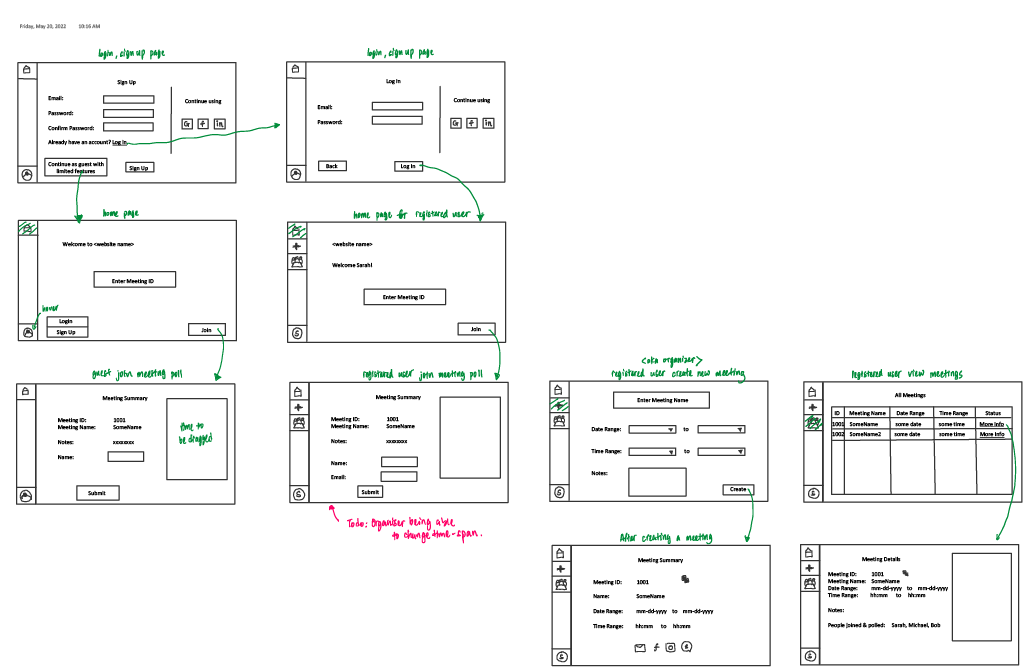 Friday, May 20, 2022 10:16 AM
login, sign up page
Sign Up
Email:
Password:
Confirm Password:
Already have an account? Log In
Continue as guest with
limited features
Sign Up
Continue using
G f in
login, sign up page
Log In
Email:
Password:
Back
Log In
Continue using
G f in
home page
Welcome to <website name>
Enter Meeting ID
hover
Login
Sign Up
Join
home page for registered user
<website name>
Welcome Sarah!
Enter Meeting ID
Join
S
guest join meeting poll
Meeting Summary
Meeting ID: 1001
Meeting Name: SomeName
Notes: xxxxxxxx
Name:
Submit
time to
be dragged
registered user join meeting poll
Meeting Summary
Meeting ID: 1001
Meeting Name: SomeName
Notes: xxxxxxxx
Name:
Email:
Submit
S
Todo: Organiser being able
to change time-span.
<aka organizer>
registered user create new meeting
Enter Meeting Name
Date Range: to
Time Range: to
Notes:
Create
S
registered user view meetings
All Meetings
ID Meeting Name Date Range Time Range Status
1001 SomeName some date some time More Info
1002 SomeName2 some date some time More Info
S
After creating a meeting
Meeting Summary
Meeting ID: 1001
Name: SomeName
Date Range: mm-dd-yyyy to mm-dd-yyyy
Time Range: hh:mm to hh:mm
f
S
Meeting Details
Meeting ID: 1001
Meeting Name: SomeName
Date Range: mm-dd-yyyy to mm-dd-yyyy
Time Range: hh:mm to hh:mm
Notes:
People joined & polled: Sarah, Michael, Bob
S